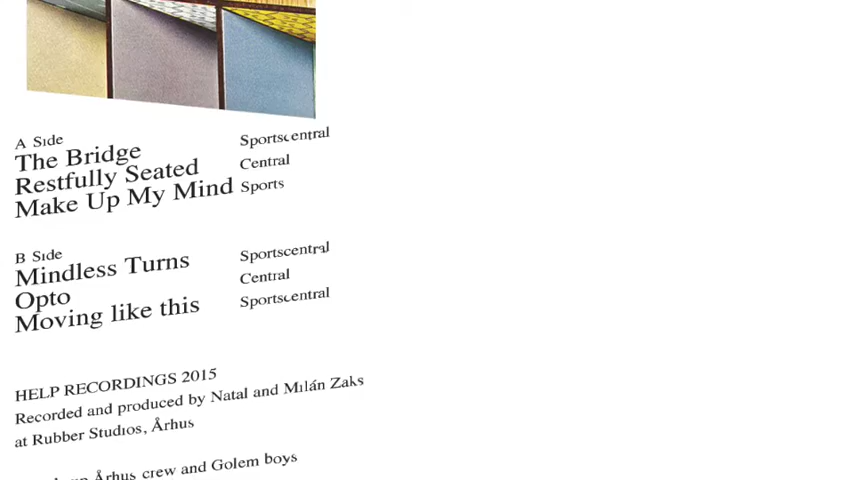 A Side
The Bridge Sportscentral
Restfully Seated Central
Make Up My Mind Sports
B Side
Mindless Turns Sportscentral
Opto Central
Moving like this Sportscentral
HELP RECORDINGS 2015
Recorded and produced by Natal and Milán Zaks
at Rubber Studios, Århus
Århus crew and Golem boys